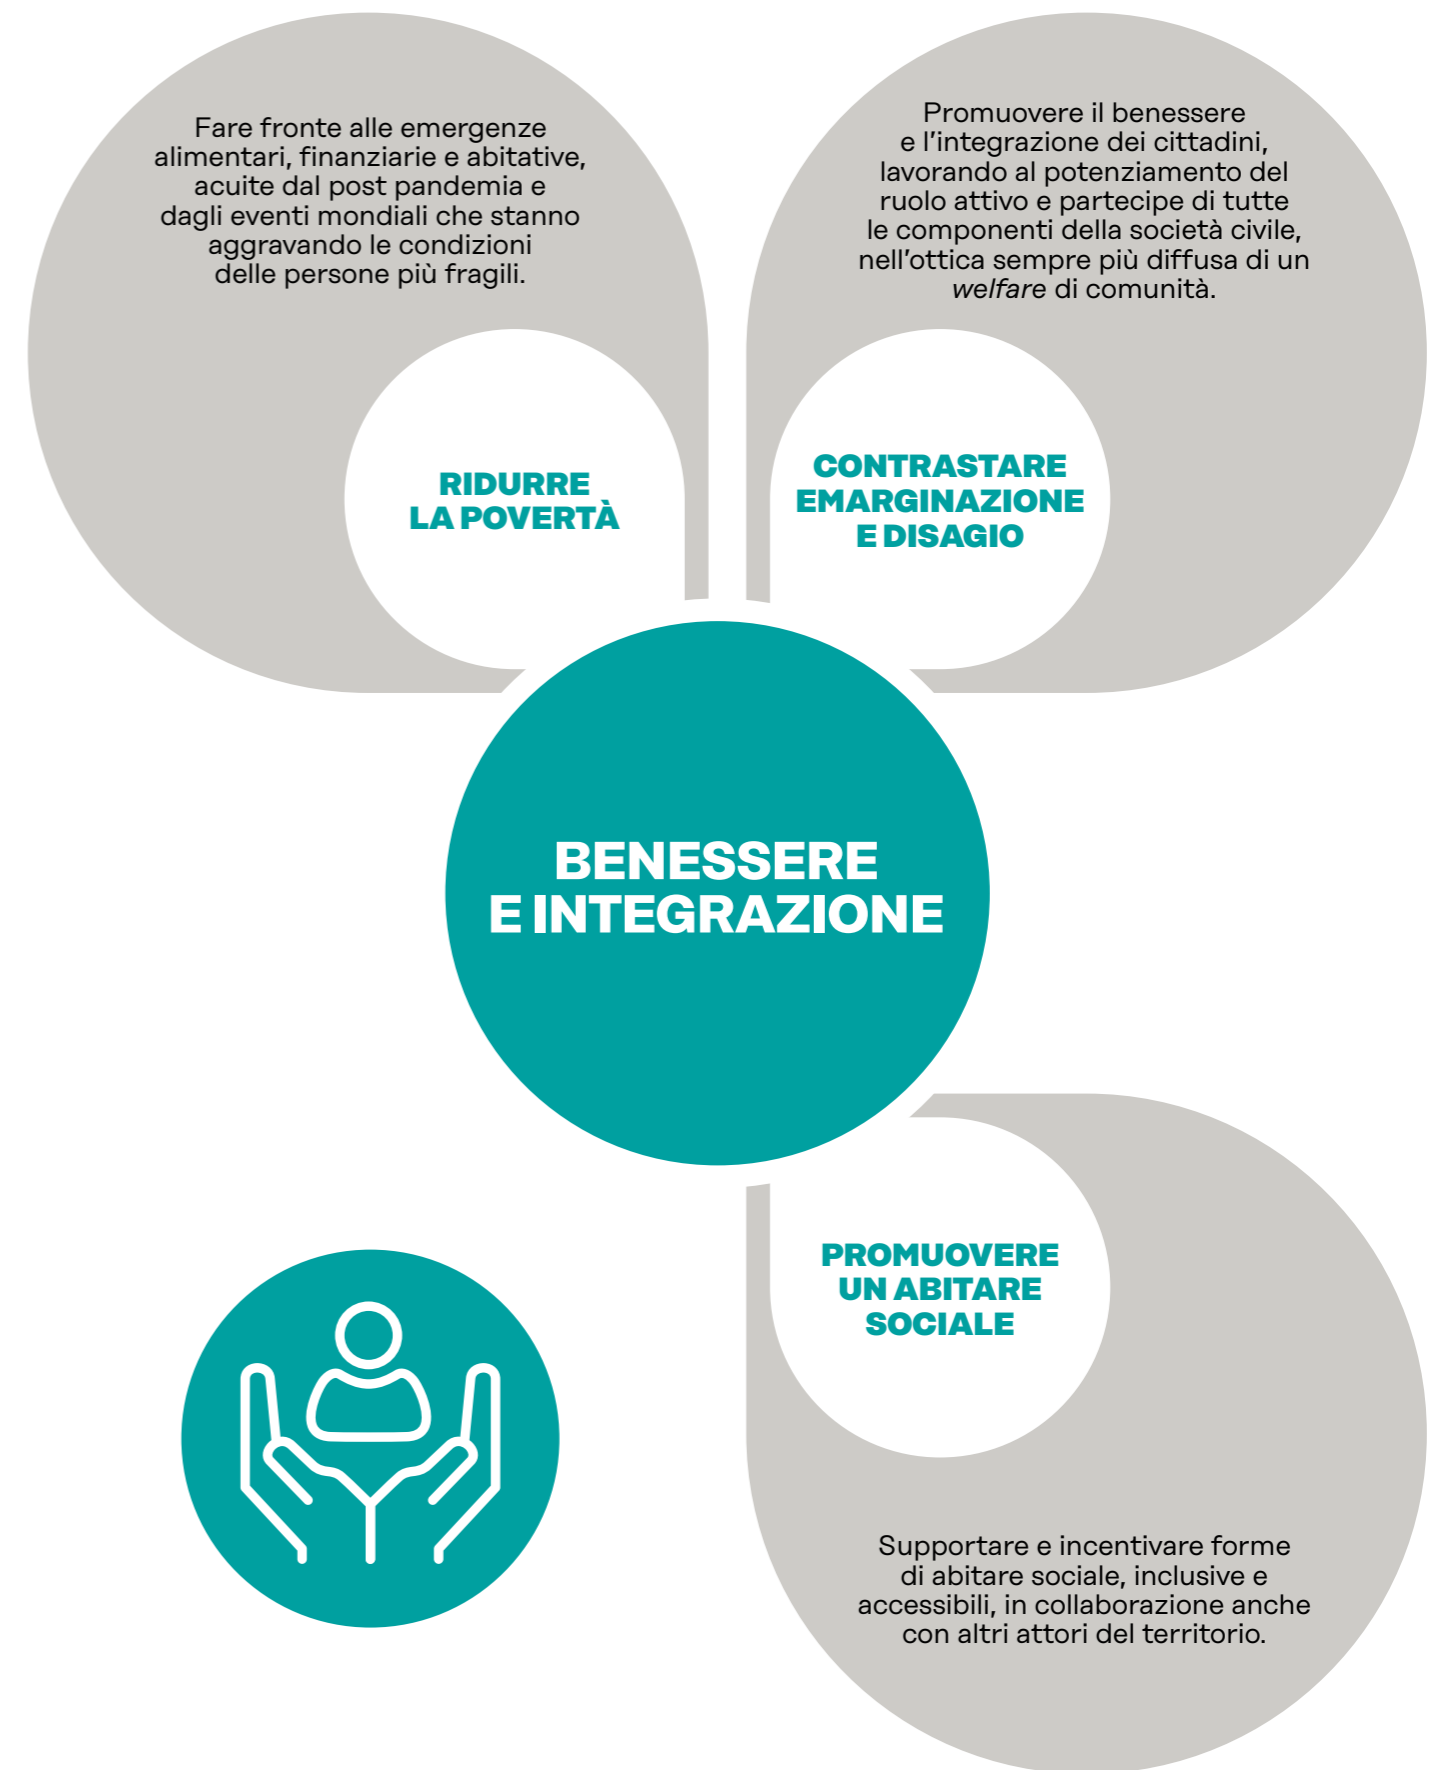 Fare fronte alle emergenze
alimentari, finanziarie e abitative,
acuite dal post pandemia e
dagli eventi mondiali che stanno
aggravando le condizioni
delle persone più fragili.
RIDURRE
LA POVERTÀ
Promuovere il benessere
e l’integrazione dei cittadini,
lavorando al potenziamento del
ruolo attivo e partecipe di tutte
le componenti della società civile,
nell’ottica sempre più diffusa di un
welfare di comunità.
CONTRASTARE
EMARGINAZIONE
E DISAGIO
BENESSERE
E INTEGRAZIONE
PROMUOVERE
UN ABITARE
SOCIALE
Supportare e incentivare forme
di abitare sociale, inclusive e
accessibili, in collaborazione anche
con altri attori del territorio.